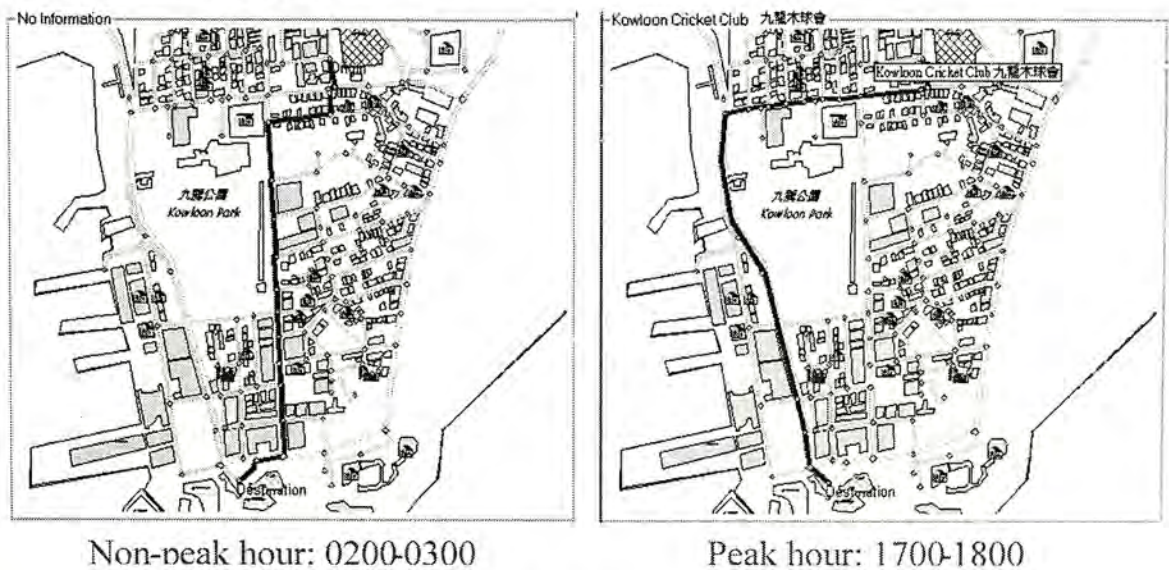 No Information
九龍公園
Kowloon Park
Destination
Non-peak hour: 0200-0300
Kowloon Cricket Club 九龍木球會
Kowloon Cricket Club 九龍木球會
九龍公園
Kowloon Park
Destination
Peak hour: 1700-1800